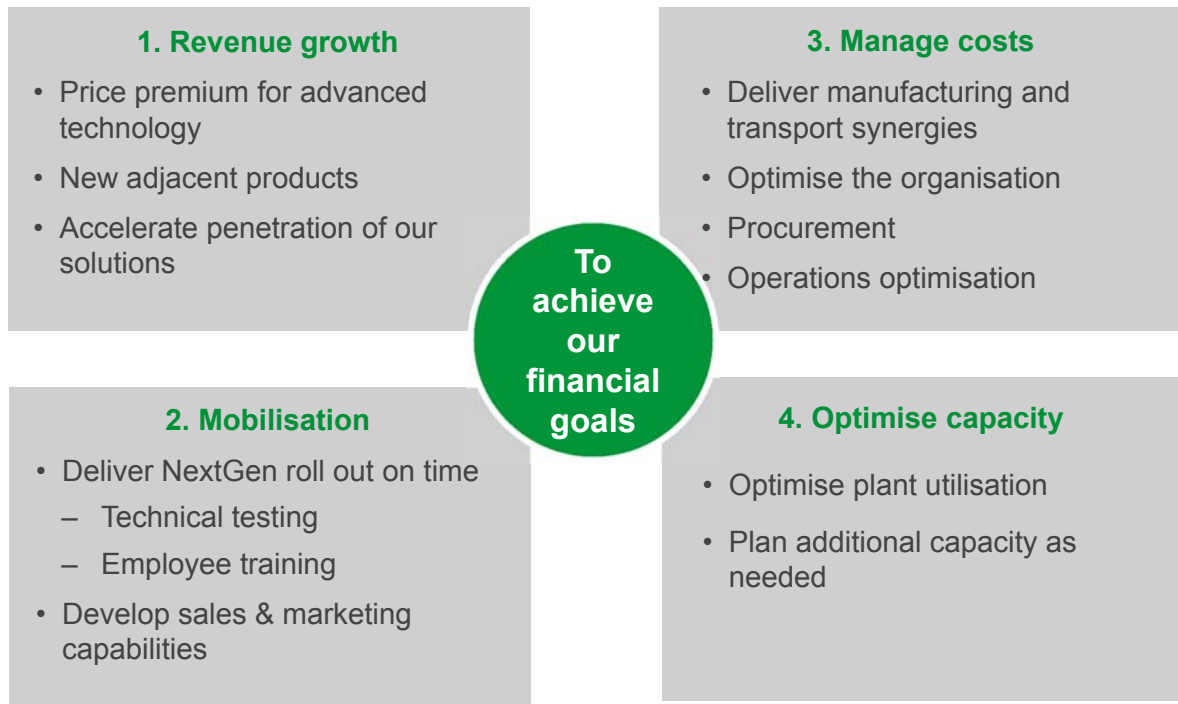 1. Revenue growth
• Price premium for advanced
technology
• New adjacent products
• Accelerate penetration of our
solutions
2. Mobilisation
• Deliver NextGen roll out on time
– Technical testing
– Employee training
• Develop sales & marketing
capabilities
To
achieve
our
financial
goals
3. Manage costs
• Deliver manufacturing and
transport synergies
• Optimise the organisation
• Procurement
• Operations optimisation
4. Optimise capacity
• Optimise plant utilisation
• Plan additional capacity as
needed